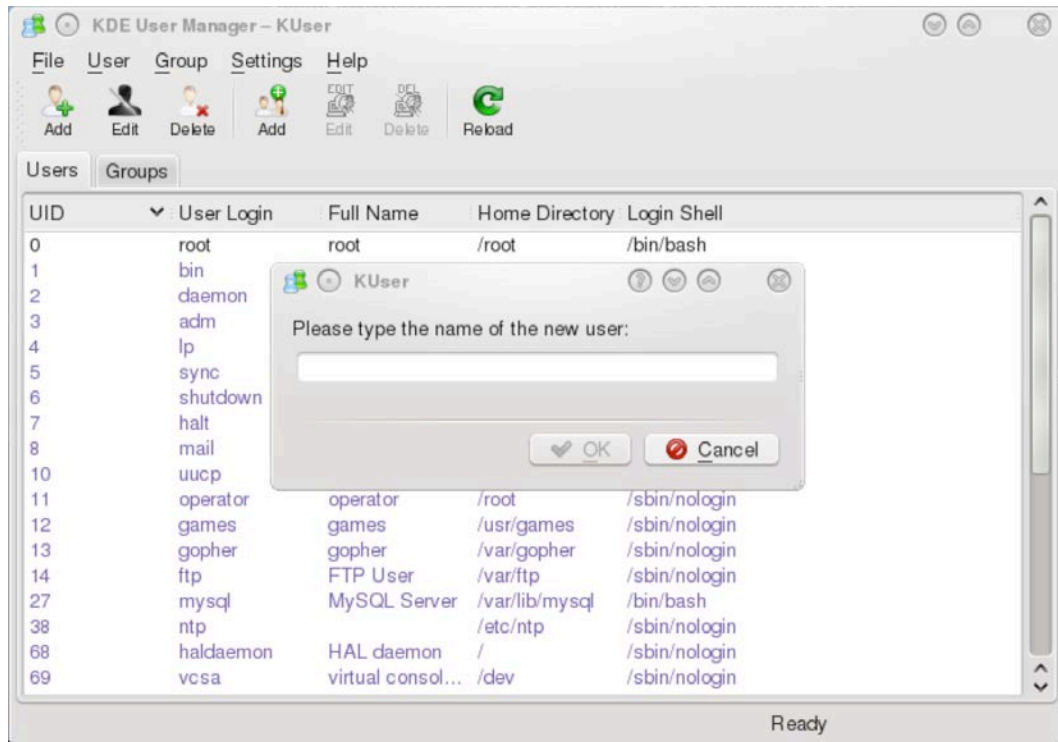 KDE User Manager – KUser
File User Group Settings Help
Add Edit Delete Add EDIT Edit DEL Delete Reload
Users Groups
UID User Login Full Name Home Directory Login Shell
0 root root /root /bin/bash
1 bin
2 daemon
3 adm
4 lp
5 sync
6 shutdown
7 halt
8 mail
10 uucp
KUser
Please type the name of the new user:
OK Cancel
11 operator operator /root /sbin/nologin
12 games games /usr/games /sbin/nologin
13 gopher gopher /var/gopher /sbin/nologin
14 ftp FTP User /var/ftp /sbin/nologin
27 mysql MySQL Server /var/lib/mysql /bin/bash
38 ntp /etc/ntp /sbin/nologin
68 haldaemon HAL daemon / /sbin/nologin
69 vcsa virtual consol... /dev /sbin/nologin
Ready